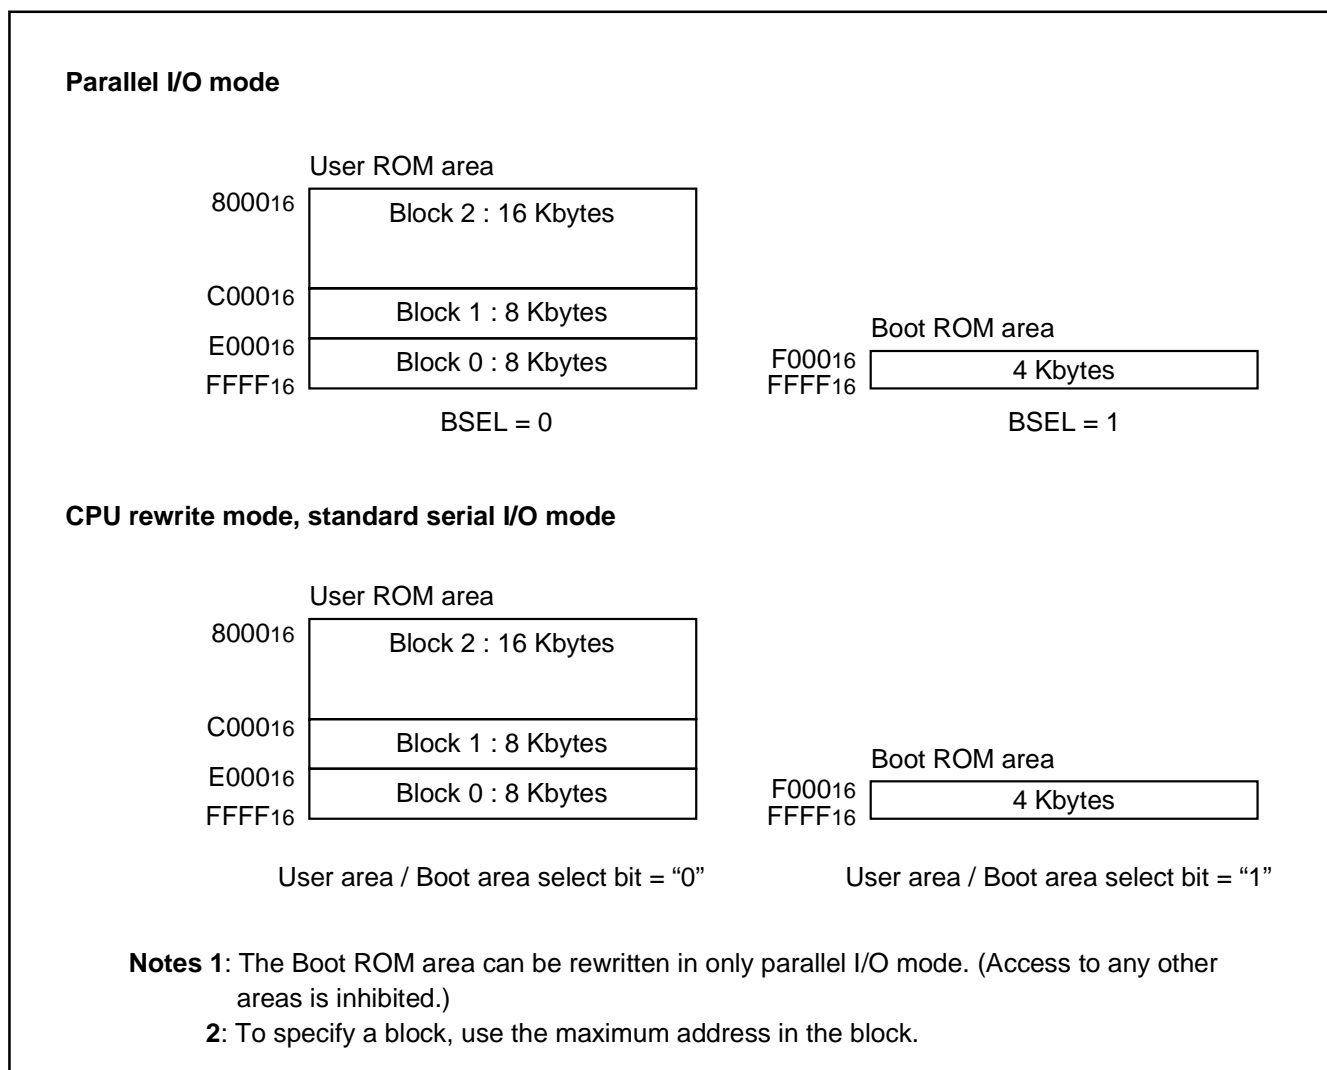 Parallel I/O mode
User ROM area
800016
Block 2 : 16 Kbytes
C00016
Block 1 : 8 Kbytes
E00016
Block 0 : 8 Kbytes
FFFF16
BSEL = 0
Boot ROM area
F00016
4 Kbytes
FFFF16
BSEL = 1
CPU rewrite mode, standard serial I/O mode
User ROM area
800016
Block 2 : 16 Kbytes
C00016
Block 1 : 8 Kbytes
E00016
Block 0 : 8 Kbytes
FFFF16
User area / Boot area select bit = “0”
Boot ROM area
F00016
4 Kbytes
FFFF16
User area / Boot area select bit = “1”
Notes 1: The Boot ROM area can be rewritten in only parallel I/O mode. (Access to any other
areas is inhibited.)
2: To specify a block, use the maximum address in the block.